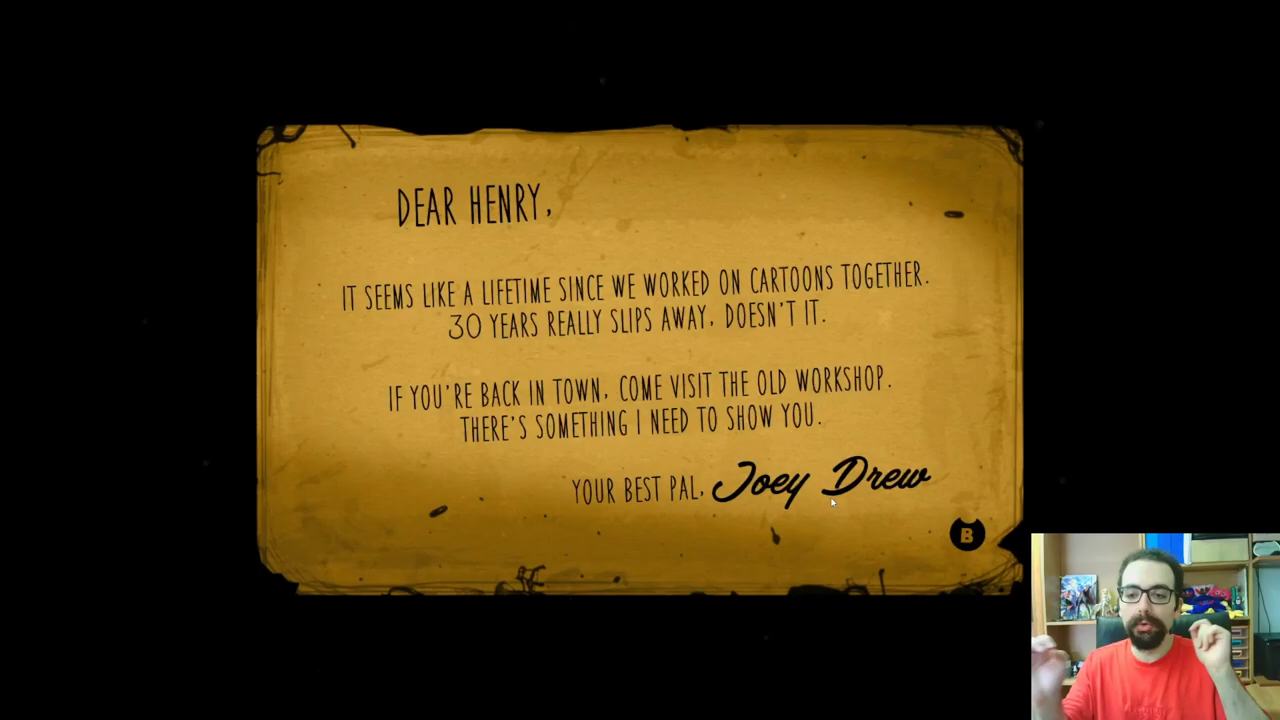 DEAR HENRY,
IT SEEMS LIKE A LIFETIME SINCE WE WORKED ON CARTOONS TOGETHER.
30 YEARS REALLY SLIPS AWAY, DOESN'T IT.
IF YOU'RE BACK IN TOWN, COME VISIT THE OLD WORKSHOP.
THERE'S SOMETHING I NEED TO SHOW YOU.
YOUR BEST PAL, Joey Drew
B